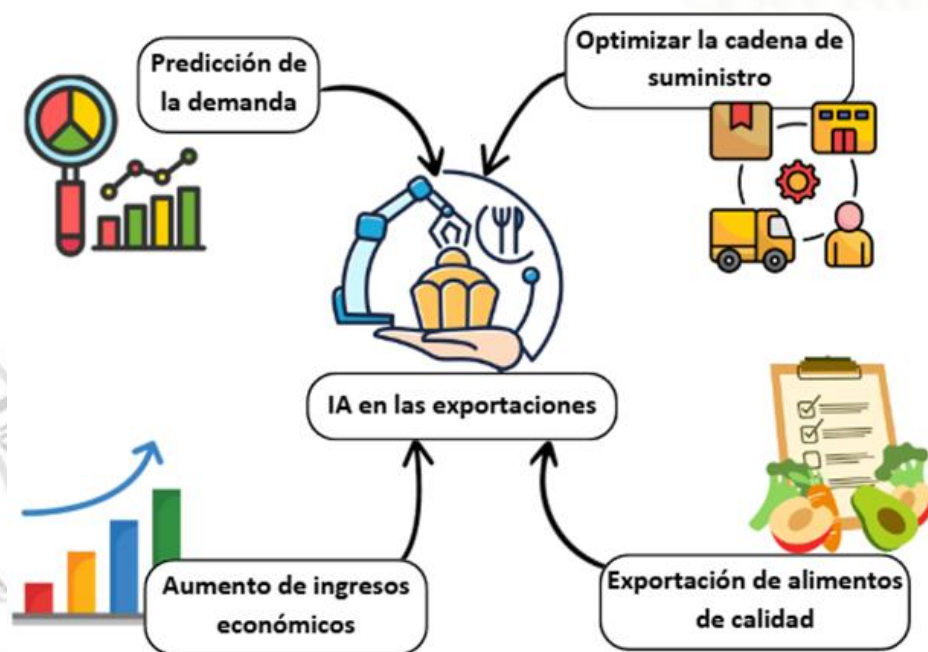 Predicción de
la demanda
Optimizar la cadena de
suministro
IA en las exportaciones
Aumento de ingresos
económicos
Exportación de alimentos
de calidad